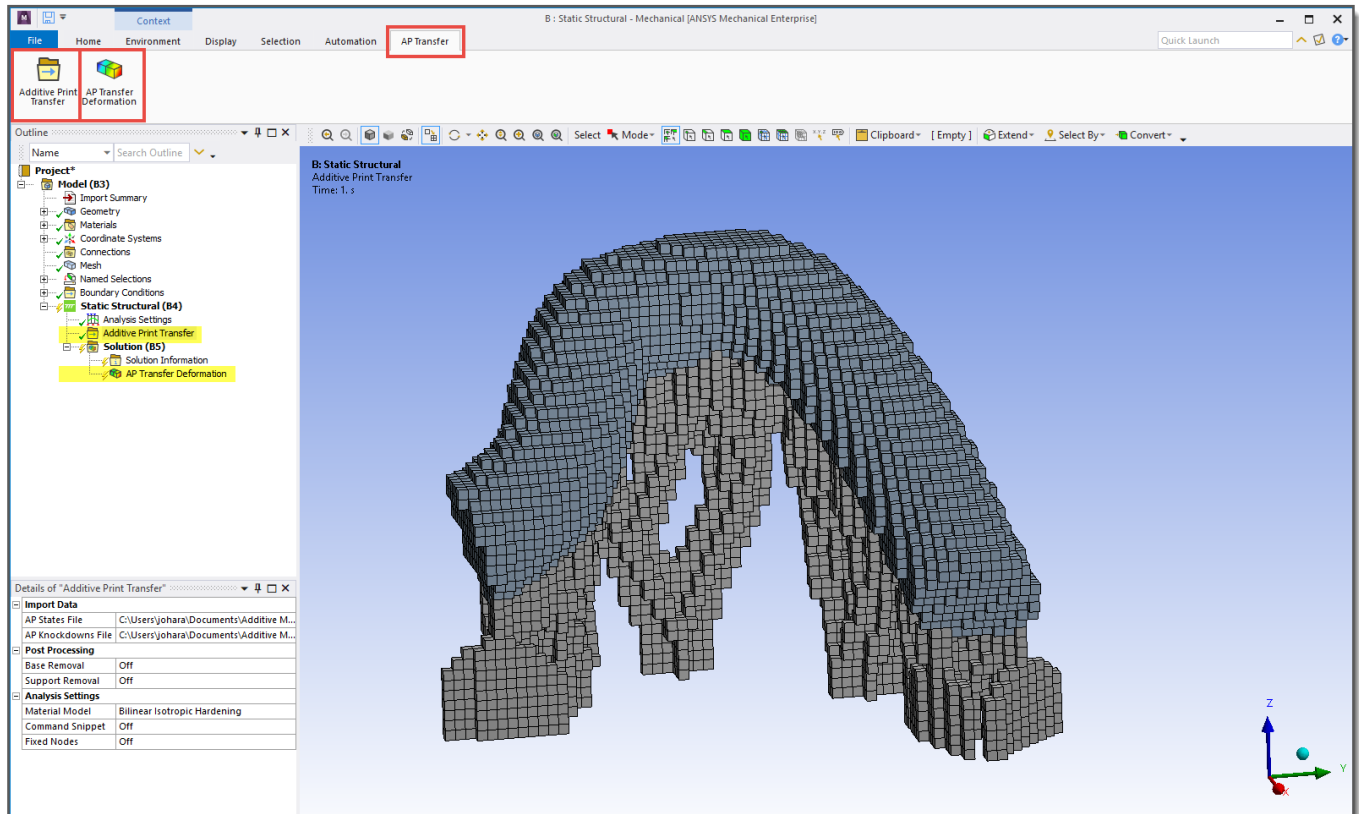 M
Context
B : Static Structural - Mechanical [ANSYS Mechanical Enterprise]
File Home Environment Display Selection Automation AP Transfer
Quick Launch
Additive Print Transfer
AP Transfer Deformation
Outline
Name Search Outline
Project*
Model (B3)
Import Summary
Geometry
Materials
Coordinate Systems
Connections
Mesh
Named Selections
Boundary Conditions
Static Structural (B4)
Analysis Settings
Additive Print Transfer
Solution (B5)
Solution Information
AP Transfer Deformation
Select Mode Clipboard [ Empty ] Extend Select By Convert
B: Static Structural
Additive Print Transfer
Time: 1. s
Z
Y
X
Details of "Additive Print Transfer"
Import Data
AP States File C:\Users\johara\Documents\Additive M...
AP Knockdowns File C:\Users\johara\Documents\Additive M...
Post Processing
Base Removal Off
Support Removal Off
Analysis Settings
Material Model Bilinear Isotropic Hardening
Command Snippet Off
Fixed Nodes Off